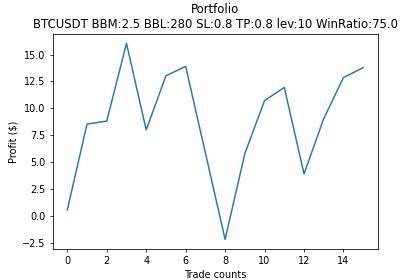 Portfolio
BTCUSDT BBM:2.5 BBL:280 SL:0.8 TP:0.8 lev:10 WinRatio:75.0
15.0
12.5
10.0
7.5
5.0
2.5
0.0
−2.5
Profit ($)
0 2 4 6 8 10 12 14
Trade counts